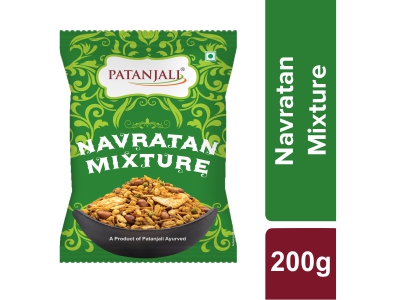 PATANJALI
NAVRATAN
MIXTURE
A Product of Patanjali Ayurved
Navratan
Mixture
200g